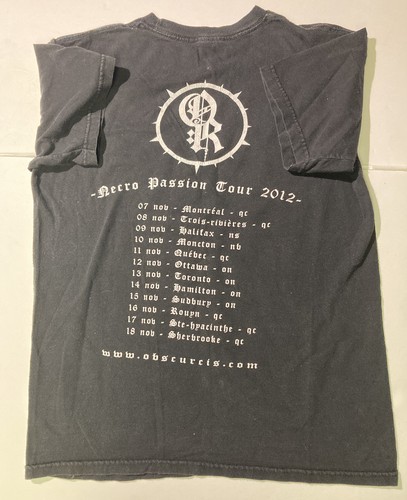 -Necro Passion Tour 2012-
07 nov - Montréal - qc
08 nov - Trois-rivières - qc
09 nov - Halifax - ns
10 nov - Moncton - nb
11 nov - Québec - qc
12 nov - Ottawa - on
13 nov - Toronto - on
14 nov - Hamilton - on
15 nov - Sudbury - on
16 nov - Rouyn - qc
17 nov - Ste-hyacinthe - qc
18 nov - Sherbrooke - qc
www.obscurcis.com